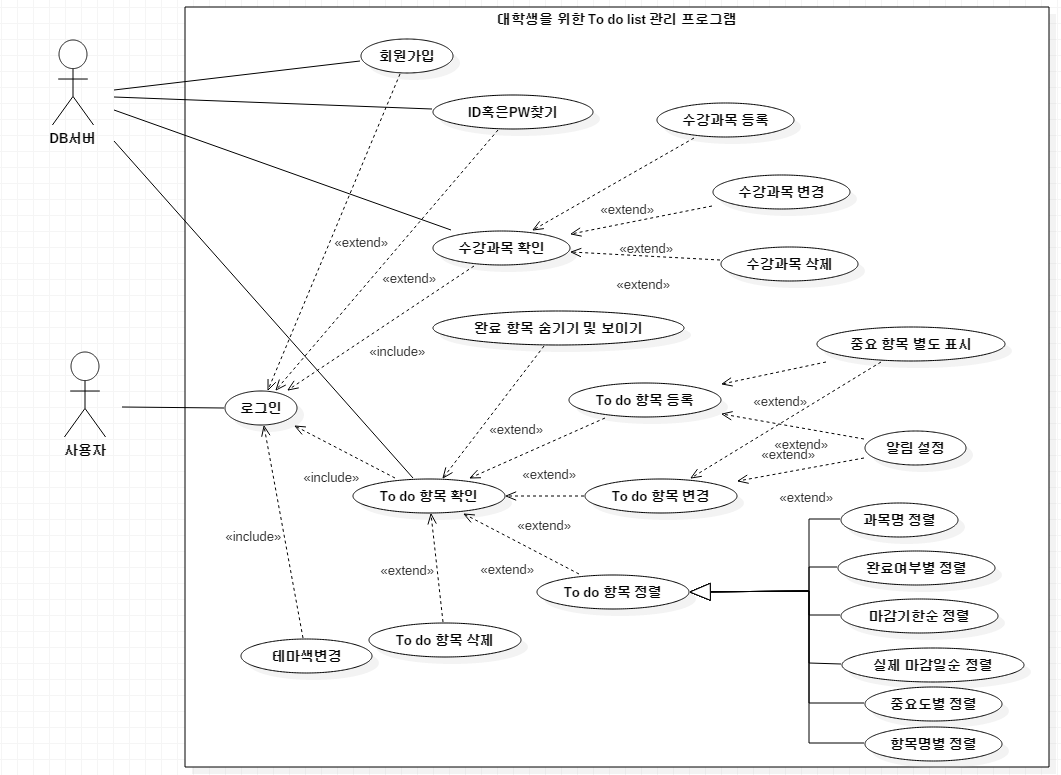 대학생을 위한 To do list 관리 프로그램
회원가입
ID혹은PW찾기
수강과목 등록
DB서버
수강과목 변경
«extend»
«extend»
수강과목 확인
«extend»
수강과목 삭제
«extend»
«extend»
완료 항목 숨기기 및 보이기
중요 항목 별도 표시
«include»
To do 항목 등록
«extend»
로그인
«extend»
사용자
«extend»
알림 설정
«extend»
«include»
«extend»
To do 항목 확인
To do 항목 변경
«extend»
과목명 정렬
«extend»
«include»
«extend»
«extend»
완료여부별 정렬
To do 항목 정렬
마감기한순 정렬
To do 항목 삭제
테마색변경
실제 마감일순 정렬
중요도별 정렬
항목명별 정렬